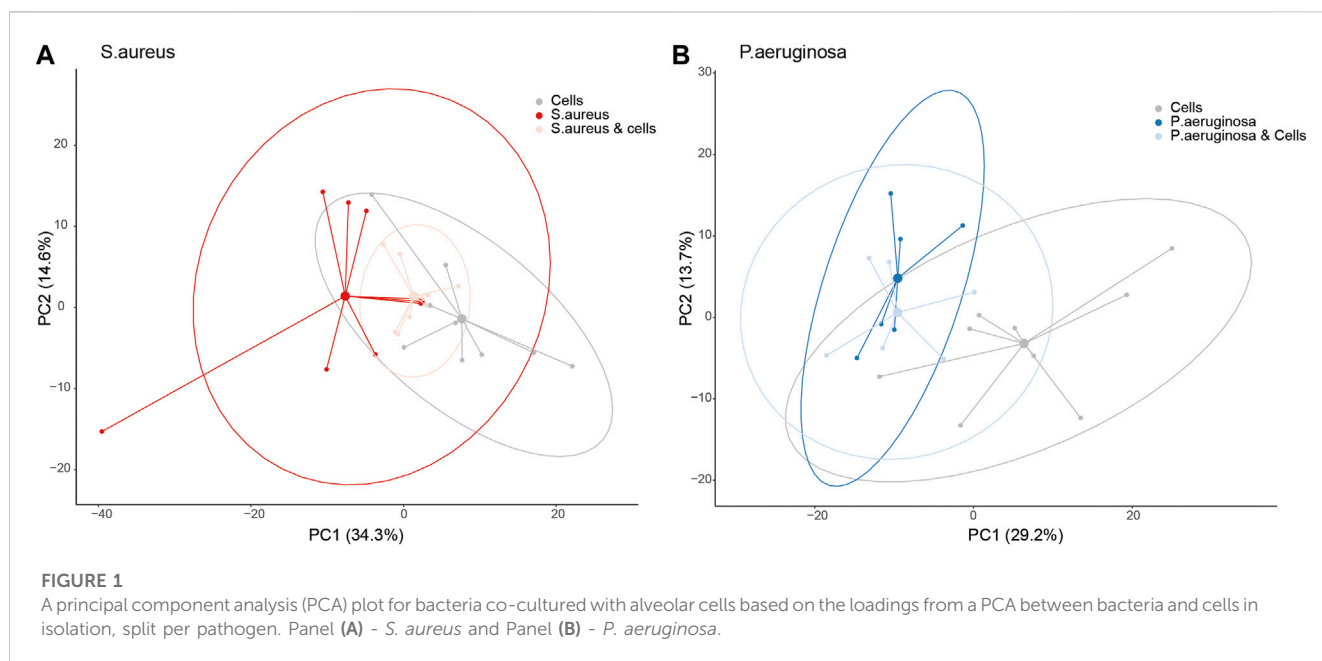 A
S.aureus
Cells
S.aureus
S.aureus & cells
PC2 (14.6%)
20
10
0
−10
−20
−40
−20
0
20
PC1 (34.3%)
B
P.aeruginosa
Cells
P.aeruginosa
P.aeruginosa & Cells
PC2 (13.7%)
30
20
10
0
−10
−20
−20
0
20
PC1 (29.2%)
FIGURE 1
A principal component analysis (PCA) plot for bacteria co-cultured with alveolar cells based on the loadings from a PCA between bacteria and cells in
isolation, split per pathogen. Panel (A) - S. aureus and Panel (B) - P. aeruginosa.